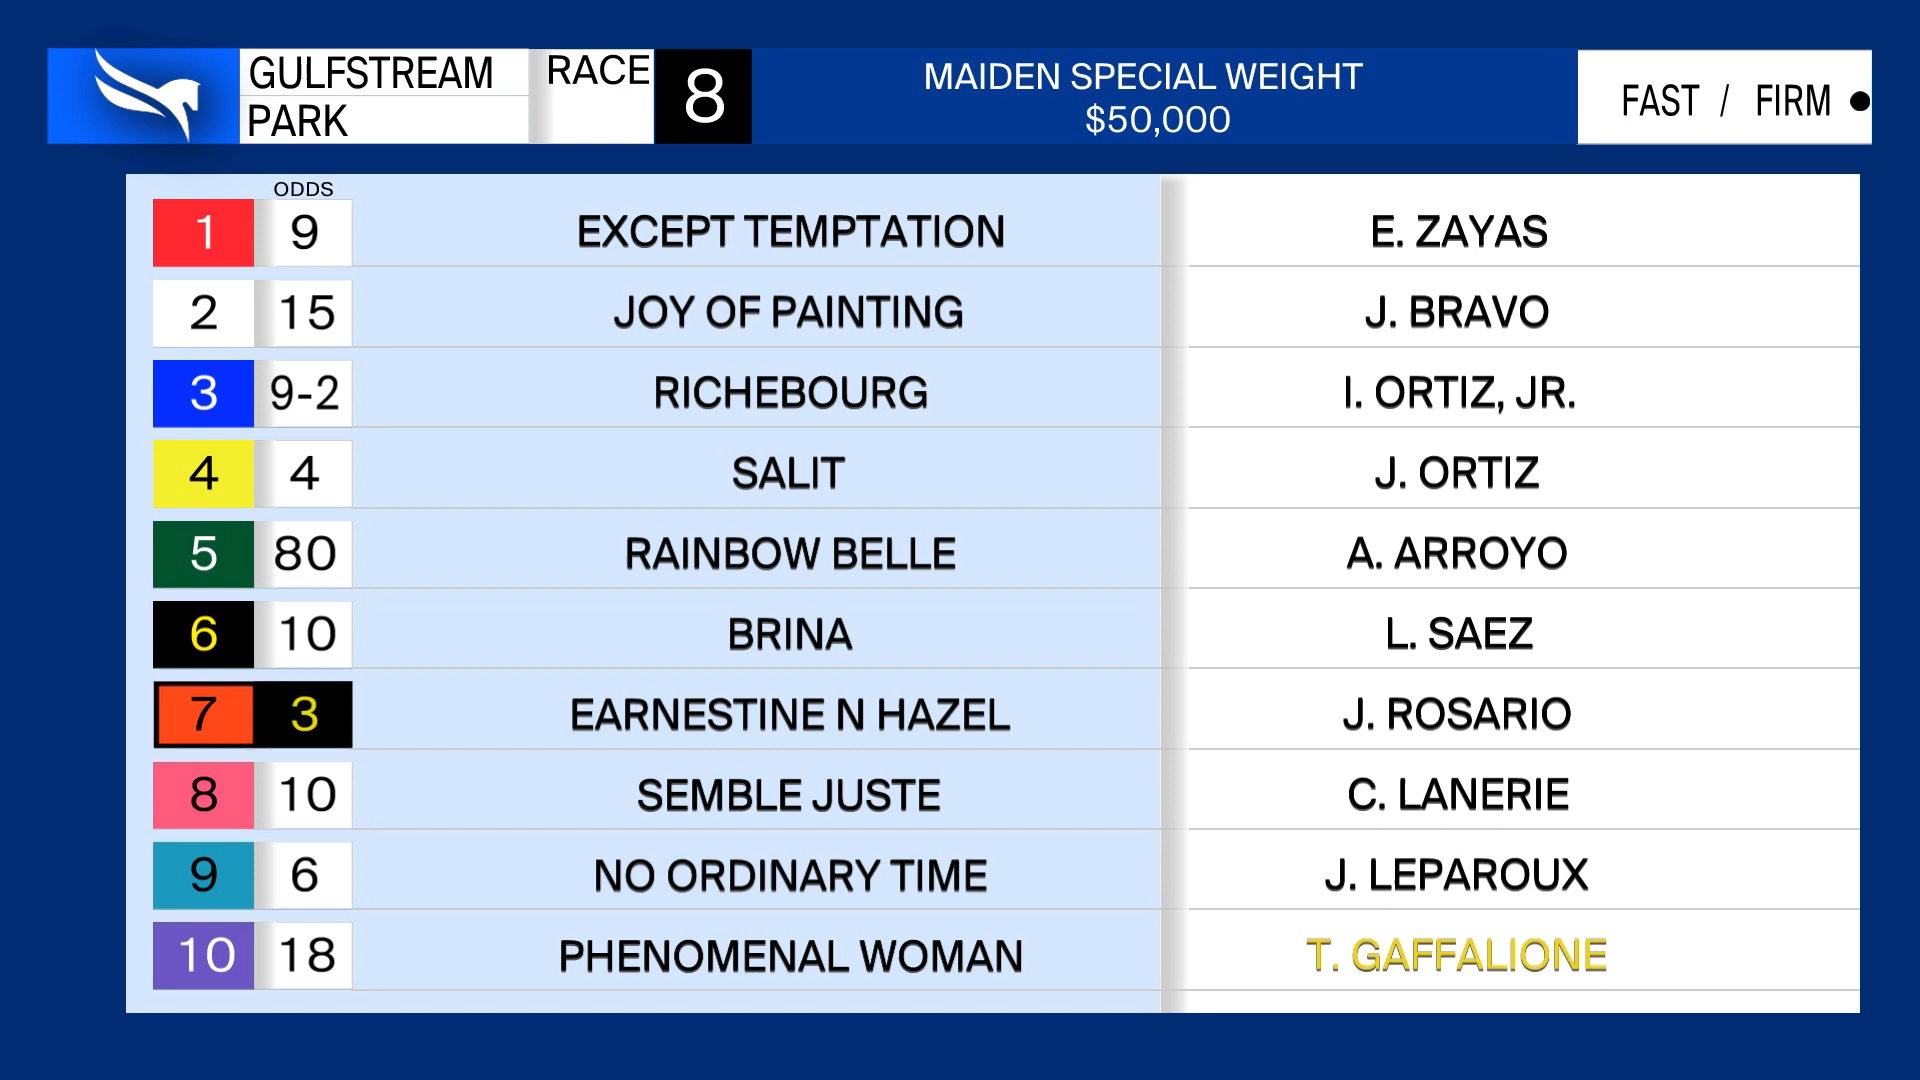 GULFSTREAM
PARK
RACE 8
MAIDEN SPECIAL WEIGHT
$50,000
FAST / FIRM
ODDS
1 9 EXCEPT TEMPTATION E. ZAYAS
2 15 JOY OF PAINTING J. BRAVO
3 9-2 RICHEBOURG I. ORTIZ, JR.
4 4 SALIT J. ORTIZ
5 80 RAINBOW BELLE A. ARROYO
6 10 BRINA L. SAEZ
7 3 EARNESTINE N HAZEL J. ROSARIO
8 10 SEMBLE JUSTE C. LANERIE
9 6 NO ORDINARY TIME J. LEPAROUX
10 18 PHENOMENAL WOMAN T. GAFFALIONE